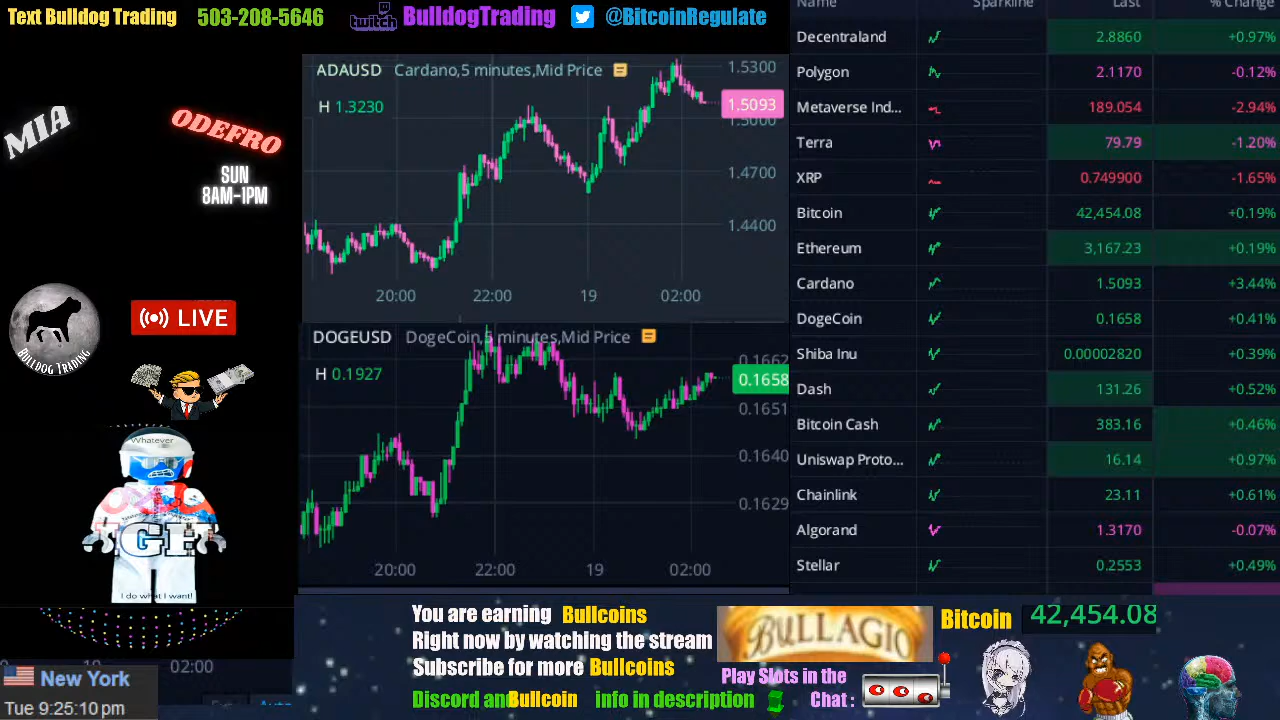 Text Bulldog Trading 503-208-5646 twitch BulldogTrading @BitcoinRegulate
MIA
ODEFRO
SUN
8AM-1PM
BULLDOG TRADING
LIVE
Whatever
GH
I do what I want!
02:00
New York
Tue 9:25:10 pm
ADAUSD Cardano,5 minutes,Mid Price
H 1.3230
1.5300
1.5093
1.5000
1.4700
1.4400
20:00 22:00 19 02:00
DOGEUSD DogeCoin,5 minutes,Mid Price
H 0.1927
0.1662
0.1658
0.1651
0.1640
0.1629
20:00 22:00 19 02:00
Name Sparkline Last % Change
Decentraland 2.8860 +0.97%
Polygon 2.1170 -0.12%
Metaverse Ind... 189.054 -2.94%
Terra 79.79 -1.20%
XRP 0.749900 -1.65%
Bitcoin 42,454.08 +0.19%
Ethereum 3,167.23 +0.19%
Cardano 1.5093 +3.44%
DogeCoin 0.1658 +0.41%
Shiba Inu 0.00002820 +0.39%
Dash 131.26 +0.52%
Bitcoin Cash 383.16 +0.46%
Uniswap Proto... 16.14 +0.97%
Chainlink 23.11 +0.61%
Algorand 1.3170 -0.07%
Stellar 0.2553 +0.49%
You are earning Bullcoins
Right now by watching the stream
Subscribe for more Bullcoins
Discord and Bullcoin info in description
BULLAGIO
Play Slots in the
Chat :
Bitcoin 42,454.08